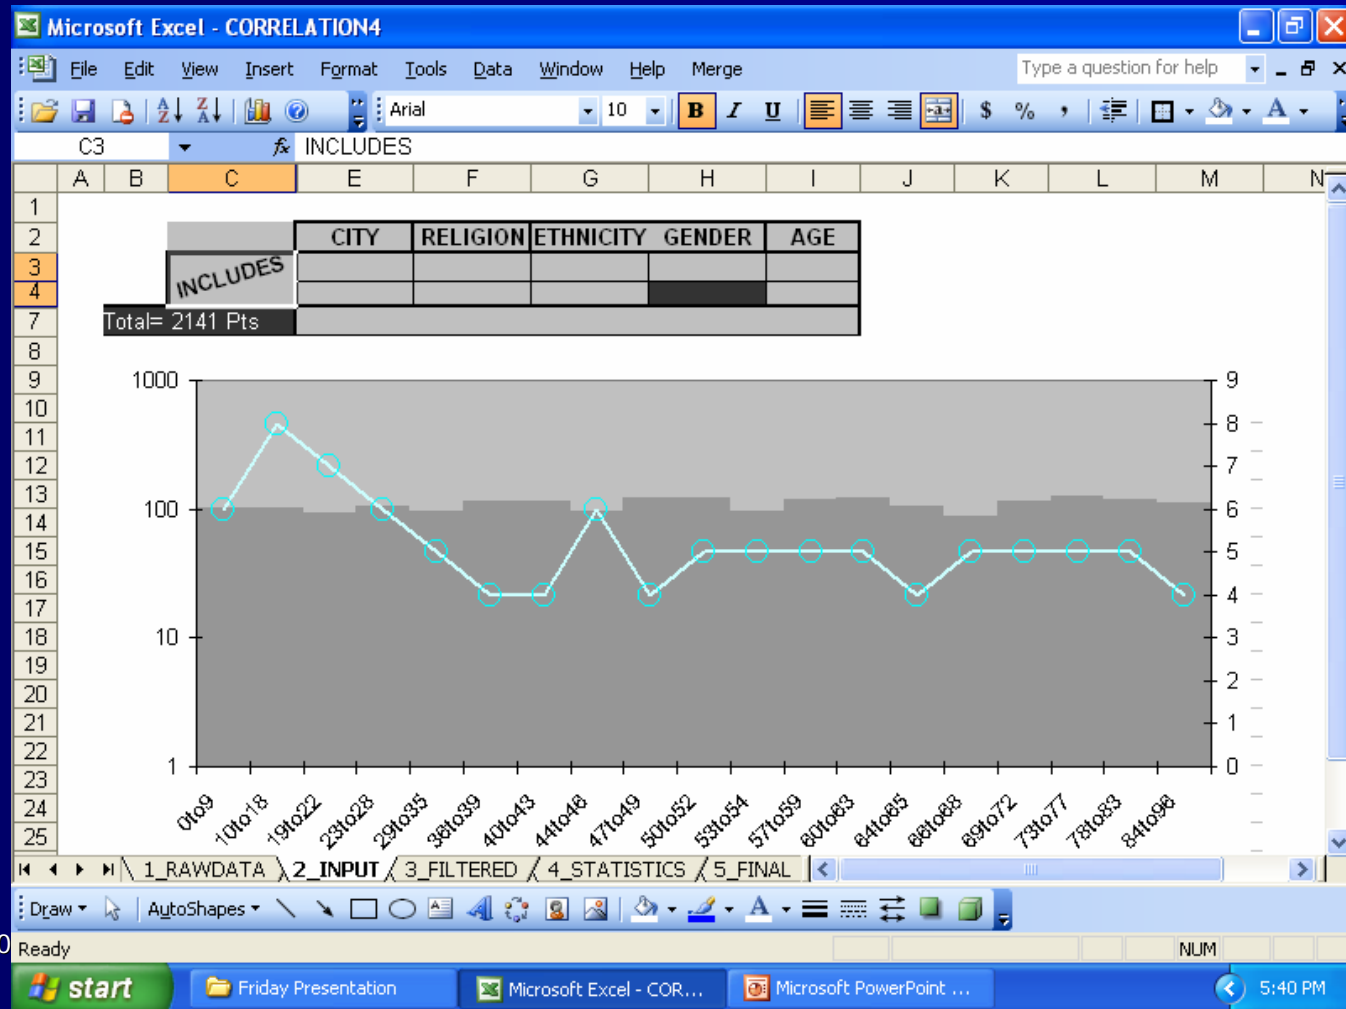 Microsoft Excel - CORRELATION4
File Edit View Insert Format Tools Data Window Help Merge Type a question for help
Arial 10 B I U $ % ,
C3 fx INCLUDES
A B C E F G H I J K L M N
1
2 CITY RELIGION ETHNICITY GENDER AGE
3 INCLUDES
4
7 Total= 2141 Pts
8
9 1000 9
10 8
11
12 7
13 100 6
14
15 5
16
17 4
18 10 3
19
20 2
21 1
22 1 0
23
24 0to9 10to18 19to22 23to28 29to35 36to39 40to43 44to46 47to49 50to52 53to54 57to59 60to63 64to65 66to68 69to72 73to77 78to83 84to96
25
1_RAWDATA 2_INPUT 3_FILTERED 4_STATISTICS 5_FINAL
Draw AutoShapes A
Ready NUM
start Friday Presentation Microsoft Excel - COR... Microsoft PowerPoint ... 5:40 PM